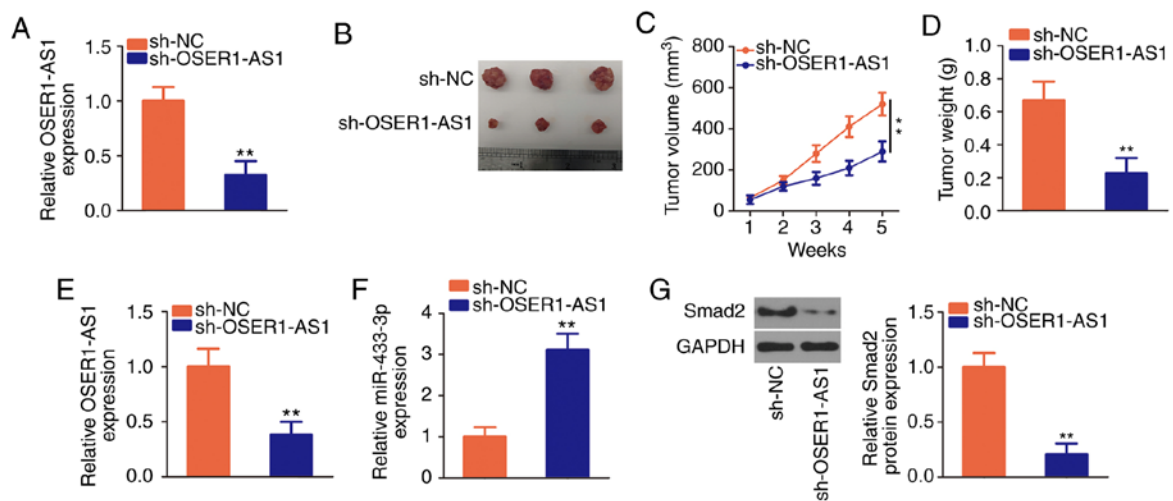 A
Relative OSER1-AS1
expression
1.5
1.0
0.5
0.0
sh-NC
sh-OSER1-AS1
**
B
sh-NC
sh-OSER1-AS1
C
Tumor volume (mm³)
800
600
400
200
0
sh-NC
sh-OSER1-AS1
**
1 2 3 4 5
Weeks
D
Tumor weight (g)
1.0
0.8
0.6
0.4
0.2
0.0
sh-NC
sh-OSER1-AS1
**
E
Relative OSER1-AS1
expression
1.5
1.0
0.5
0.0
sh-NC
sh-OSER1-AS1
**
F
Relative miR-433-3p
expression
4
3
2
1
0
sh-NC
sh-OSER1-AS1
**
G
Smad2
GAPDH
sh-NC
sh-OSER1-AS1
Relative Smad2
protein expression
1.5
1.0
0.5
0.0
sh-NC
sh-OSER1-AS1
**